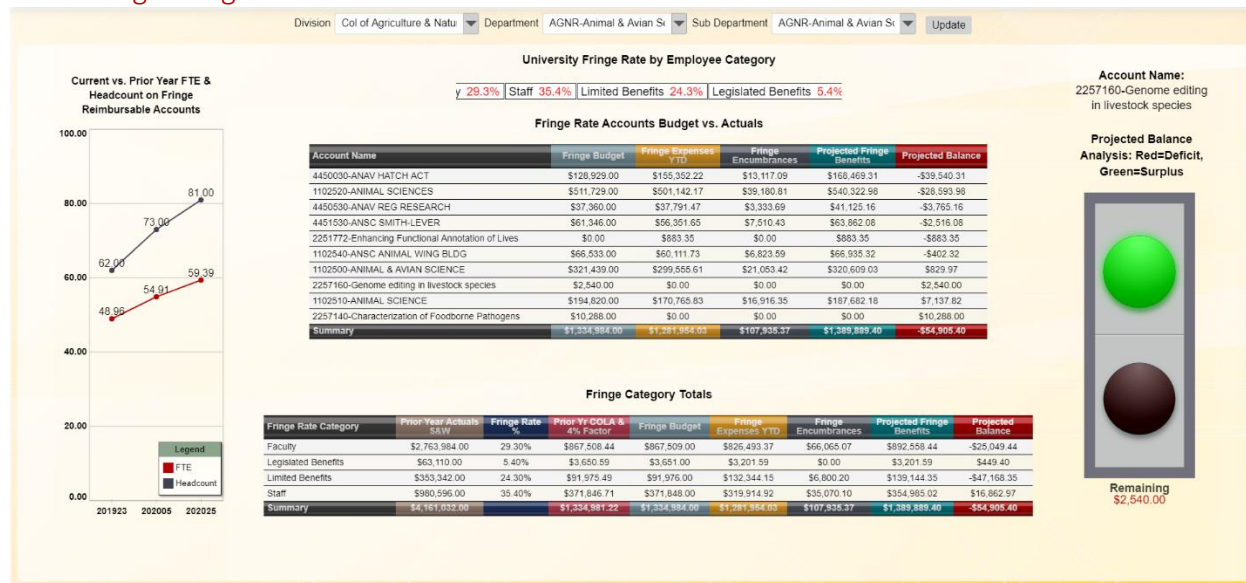 Division Col of Agriculture & Natu Department AGNR-Animal & Avian Sc Sub Department AGNR-Animal & Avian Sc Update
Current vs. Prior Year FTE &
Headcount on Fringe
Reimbursable Accounts
100.00
80.00
60.00
40.00
20.00
0.00
62.00
73.00
81.00
48.96
54.91
59.39
Legend
FTE
Headcount
201923 202005 202025
University Fringe Rate by Employee Category
y 29.3% Staff 35.4% Limited Benefits 24.3% Legislated Benefits 5.4%
Fringe Rate Accounts Budget vs. Actuals
Account Name Fringe Budget Fringe Expenses YTD Fringe Encumbrances Projected Fringe Benefits Projected Balance
4450030-ANAV HATCH ACT $128,929.00 $155,352.22 $13,117.09 $168,469.31 -$39,540.31
1102520-ANIMAL SCIENCES $511,729.00 $501,142.17 $39,180.81 $540,322.98 -$28,593.98
4450530-ANAV REG RESEARCH $37,360.00 $37,791.47 $3,333.69 $41,125.16 -$3,765.16
4451530-ANSC SMITH-LEVER $61,346.00 $56,351.65 $7,510.43 $63,862.08 -$2,516.08
2251772-Enhancing Functional Annotation of Lives $0.00 $883.35 $0.00 $883.35 -$883.35
1102540-ANSC ANIMAL WING BLDG $66,533.00 $60,111.73 $6,823.59 $66,935.32 -$402.32
1102500-ANIMAL & AVIAN SCIENCE $321,439.00 $299,555.61 $21,053.42 $320,609.03 $829.97
2257160-Genome editing in livestock species $2,540.00 $0.00 $0.00 $0.00 $2,540.00
1102510-ANIMAL SCIENCE $194,820.00 $170,765.83 $16,916.35 $187,682.18 $7,137.82
2257140-Characterization of Foodborne Pathogens $10,288.00 $0.00 $0.00 $0.00 $10,288.00
Summary $1,334,984.00 $1,281,954.03 $107,935.37 $1,389,889.40 -$54,905.40
Fringe Category Totals
Fringe Rate Category Prior Year Actuals S&W Fringe Rate % Prior Yr COLA & 4% Factor Fringe Budget Fringe Expenses YTD Fringe Encumbrances Projected Fringe Benefits Projected Balance
Faculty $2,763,984.00 29.30% $867,508.44 $867,509.00 $826,493.37 $66,065.07 $892,558.44 -$25,049.44
Legislated Benefits $63,110.00 5.40% $3,650.59 $3,651.00 $3,201.59 $0.00 $3,201.59 $449.40
Limited Benefits $353,342.00 24.30% $91,975.49 $91,976.00 $132,344.15 $6,800.20 $139,144.35 -$47,168.35
Staff $980,596.00 35.40% $371,846.71 $371,848.00 $319,914.92 $35,070.10 $354,985.02 $16,862.97
Summary $4,161,032.00 $1,334,981.22 $1,334,984.00 $1,281,954.03 $107,935.37 $1,389,889.40 -$54,905.40
Account Name:
2257160-Genome editing
in livestock species
Projected Balance
Analysis: Red=Deficit,
Green=Surplus
Remaining
$2,540.00